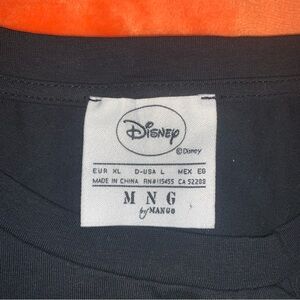 Disney
©Disney
EUR XL D-USA L MEX EG
MADE IN CHINA RN#115455 CA 52288
MNG
by MANGO